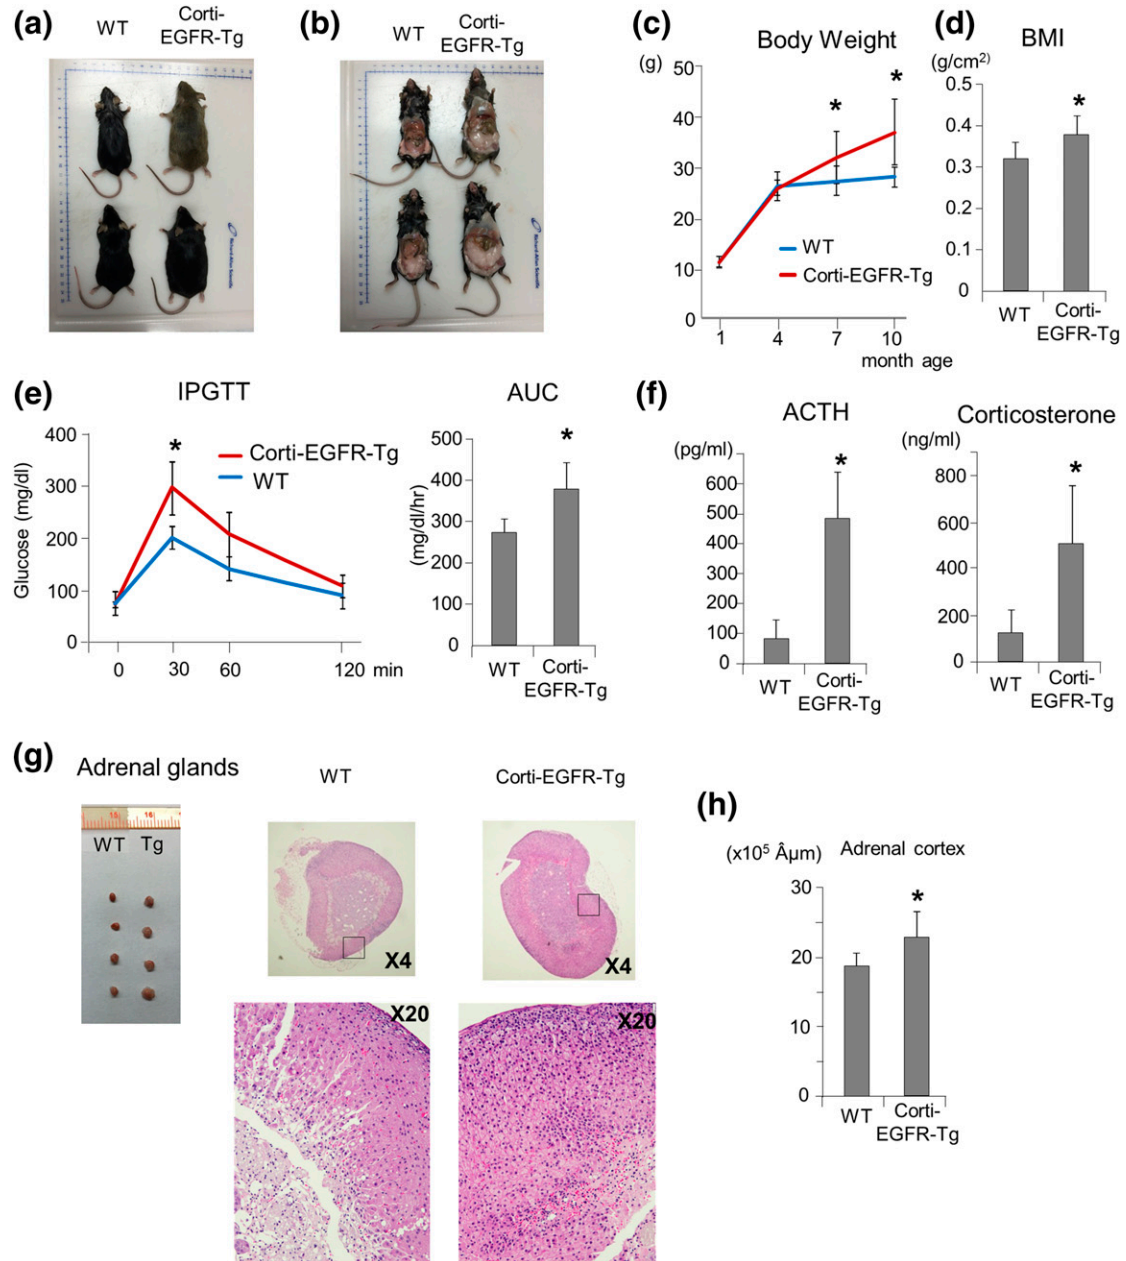 (a)
WT
Corti-
EGFR-Tg
(b)
WT
Corti-
EGFR-Tg
(c)
Body Weight
(g)
50
40
30
20
10
0
WT
Corti-EGFR-Tg
1
4
7
10
month age
*
*
(d)
BMI
(g/cm²)
0.5
0.4
0.3
0.2
0.1
0
*
WT
Corti-
EGFR-Tg
(e)
IPGTT
Glucose (mg/dl)
400
300
200
100
0
*
Corti-EGFR-Tg
WT
0
30
60
120
min
AUC
(mg/dl/hr)
500
400
300
200
100
0
*
WT
Corti-
EGFR-Tg
(f)
ACTH
(pg/ml)
700
600
500
400
300
200
100
0
*
WT
Corti-
EGFR-Tg
Corticosterone
(ng/ml)
800
600
400
200
0
*
WT
Corti-
EGFR-Tg
(g)
Adrenal glands
15
16
WT
Tg
WT
X4
X20
Corti-EGFR-Tg
X4
X20
(h)
(x10⁵ Âµm)
Adrenal cortex
30
20
10
0
*
WT
Corti-
EGFR-Tg